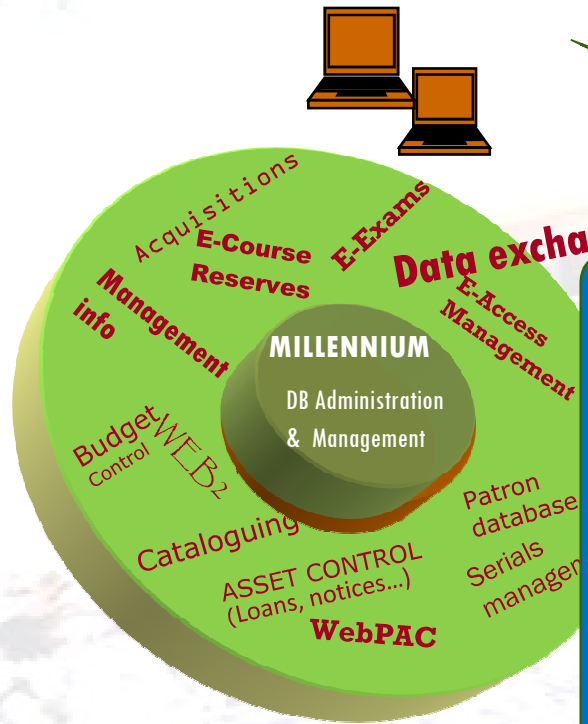 Acquisitions
E-Course
Reserves
E-Exams
Data excha
E-Access
Management
Management
info
MILLENNIUM
DB Administration
& Management
Budget
Control
WEB2
Cataloguing
Patron
database
ASSET CONTROL
(Loans, notices...)
Serials
managem
WebPAC